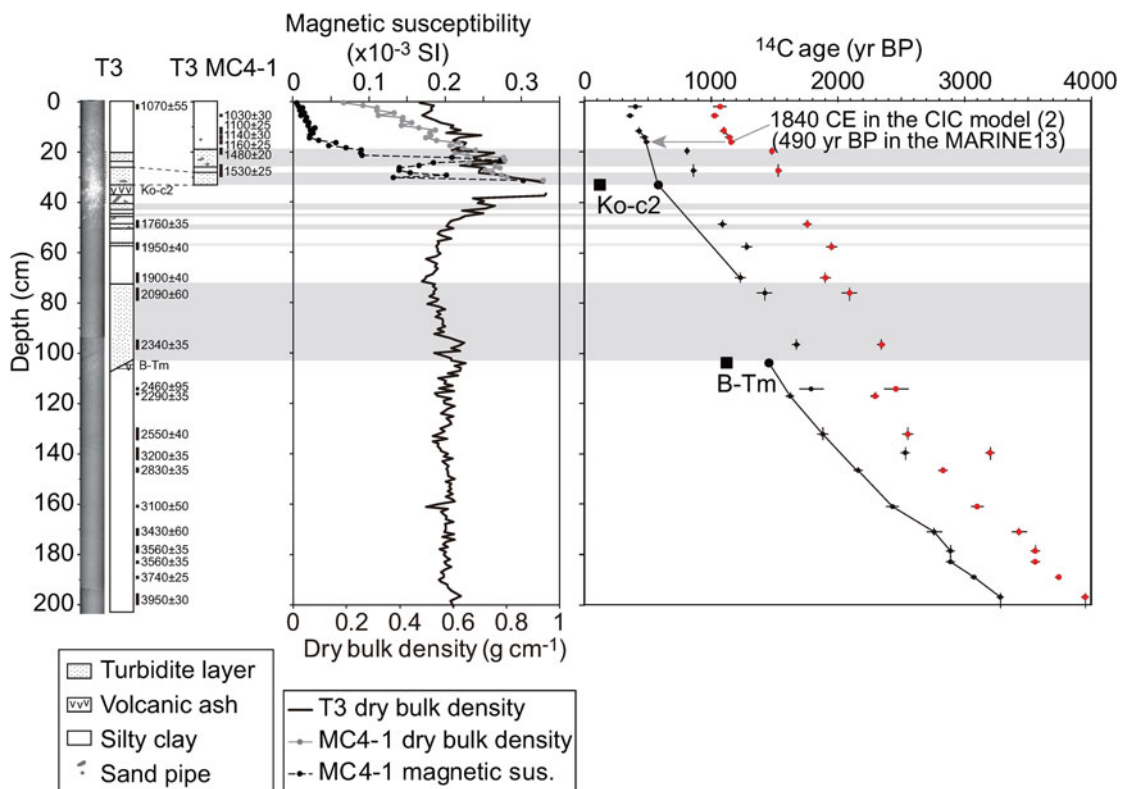 Magnetic susceptibility
(x10⁻³ SI)
¹⁴C age (yr BP)
T3
T3 MC4-1
0 0.1 0.2 0.3
0 1000 2000 3000 4000
Depth (cm)
0
20
40
60
80
100
120
140
160
180
200
1070±55
1030±30
1100±25
1140±30
1160±25
1480±20
1530±25
Ko-c2
1760±35
1950±40
1900±40
2090±60
2340±35
B-Tm
2460±95
2290±35
2550±40
3200±35
2830±35
3100±50
3430±60
3560±35
3560±35
3740±25
3950±30
1840 CE in the CIC model (2)
(490 yr BP in the MARINE13)
Ko-c2
B-Tm
0 0.2 0.4 0.6 0.8 1
Dry bulk density (g cm⁻¹)
Turbidite layer
Volcanic ash
Silty clay
Sand pipe
T3 dry bulk density
MC4-1 dry bulk density
MC4-1 magnetic sus.